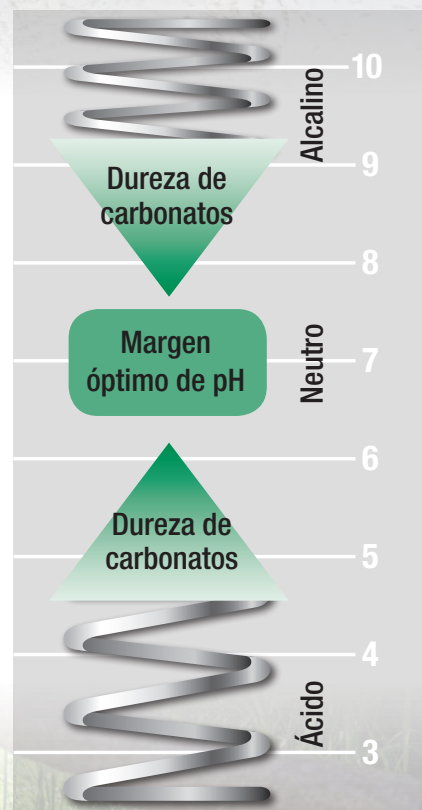 10
Alcalino
9
Dureza de
carbonatos
8
Margen
óptimo de pH
Neutro
7
6
Dureza de
carbonatos
5
4
Ácido
3